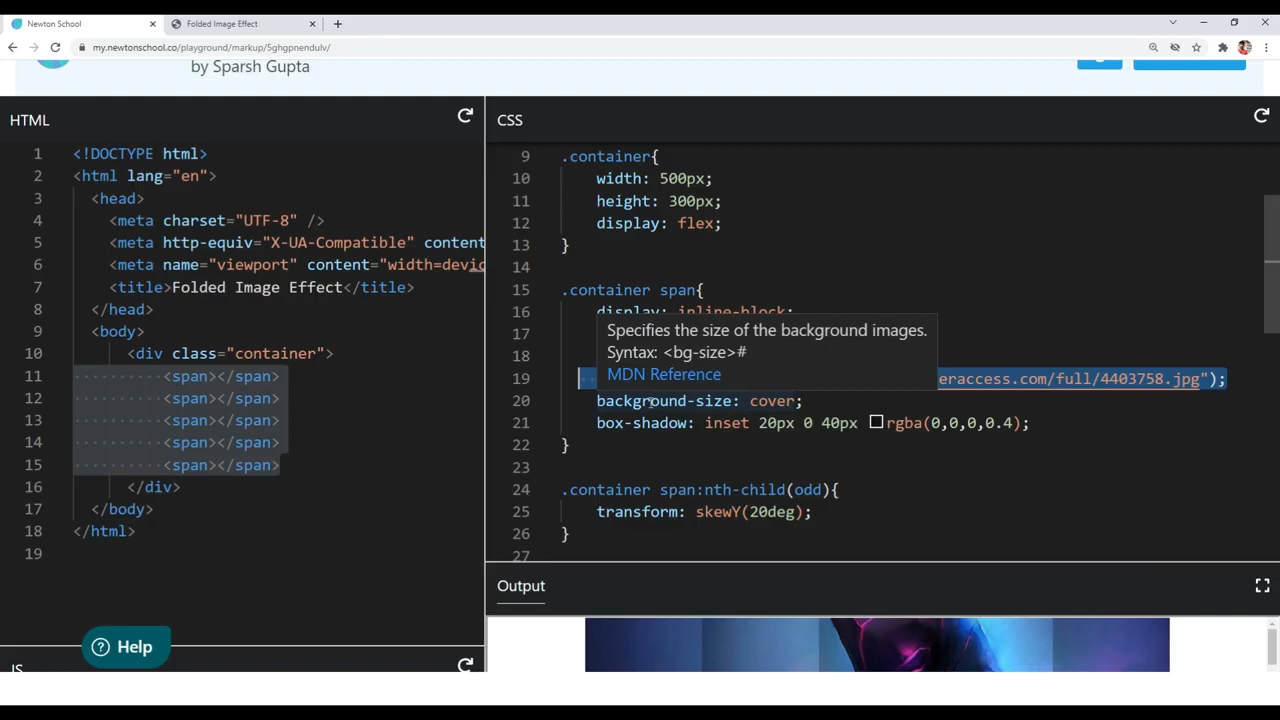 Newton School
Folded Image Effect
my.newtonschool.co/playground/markup/5ghgpnendulv/
by Sparsh Gupta
HTML
1 <!DOCTYPE html>
2 <html lang="en">
3 <head>
4 <meta charset="UTF-8" />
5 <meta http-equiv="X-UA-Compatible" content
6 <meta name="viewport" content="width=devic
7 <title>Folded Image Effect</title>
8 </head>
9 <body>
10 <div class="container">
11 <span></span>
12 <span></span>
13 <span></span>
14 <span></span>
15 <span></span>
16 </div>
17 </body>
18 </html>
19
Help
JS
CSS
9 .container{
10 width: 500px;
11 height: 300px;
12 display: flex;
13 }
14
15 .container span{
16 display: inline-block;
17
18
Specifies the size of the background images.
Syntax: <bg-size>#
MDN Reference
19 eraccess.com/full/4403758.jpg");
20 background-size: cover;
21 box-shadow: inset 20px 0 40px rgba(0,0,0,0.4);
22 }
23
24 .container span:nth-child(odd){
25 transform: skewY(20deg);
26 }
27
Output